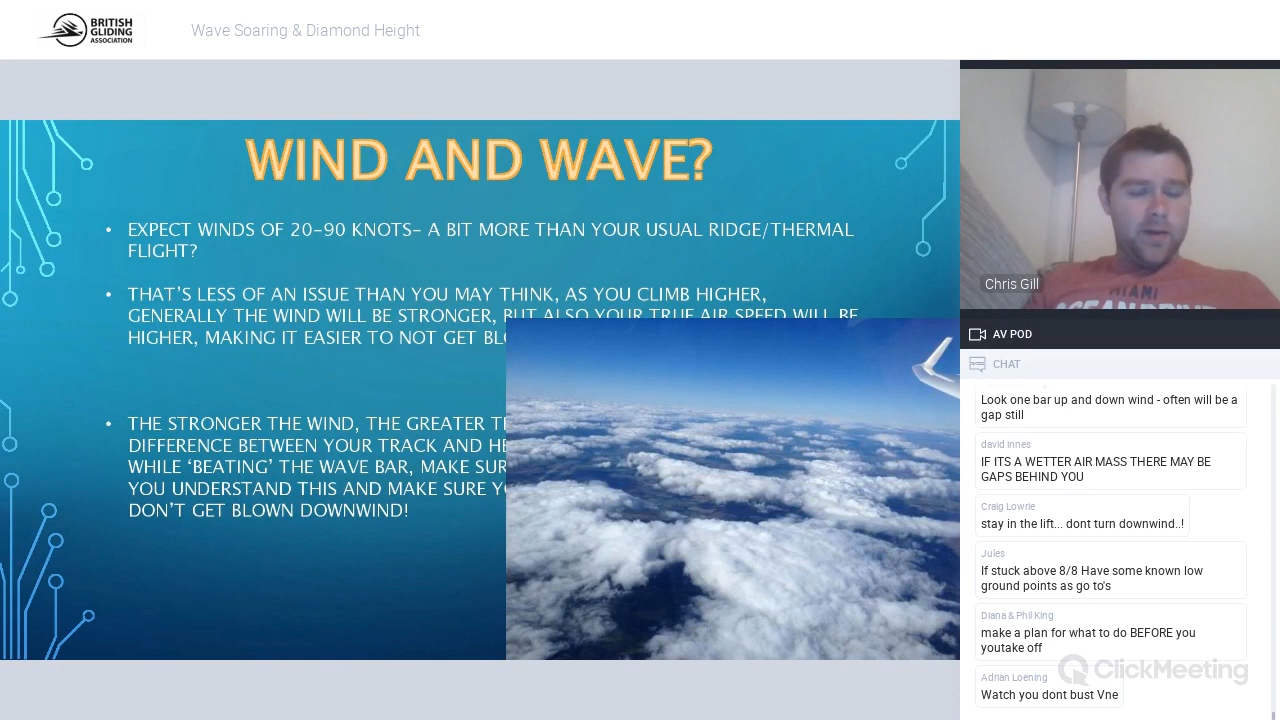 BRITISH
GLIDING
ASSOCIATION
Wave Soaring & Diamond Height
WIND AND WAVE?
• EXPECT WINDS OF 20-90 KNOTS- A BIT MORE THAN YOUR USUAL RIDGE/THERMAL
FLIGHT?
• THAT'S LESS OF AN ISSUE THAN YOU MAY THINK, AS YOU CLIMB HIGHER,
GENERALLY THE WIND WILL BE STRONGER, BUT ALSO YOUR TRUE AIR SPEED WILL BE
HIGHER, MAKING IT EASIER TO NOT GET
• THE STRONGER THE WIND, THE GREATER
DIFFERENCE BETWEEN YOUR TRACK AND
WHILE 'BEATING' THE WAVE BAR, MAKE
YOU UNDERSTAND THIS AND MAKE SURE
DON'T GET BLOWN DOWNWIND!
Chris Gill
MIAMI
AV POD
CHAT
Look one bar up and down wind - often will be a
gap still
david innes
IF ITS A WETTER AIR MASS THERE MAY BE
GAPS BEHIND YOU
Craig Lowrie
stay in the lift... dont turn downwind..!
Jules
If stuck above 8/8 Have some known low
ground points as go to's
Diana & Phil King
make a plan for what to do BEFORE you
youtake off
Adrian Loening
Watch you dont bust Vne
ClickMeeting